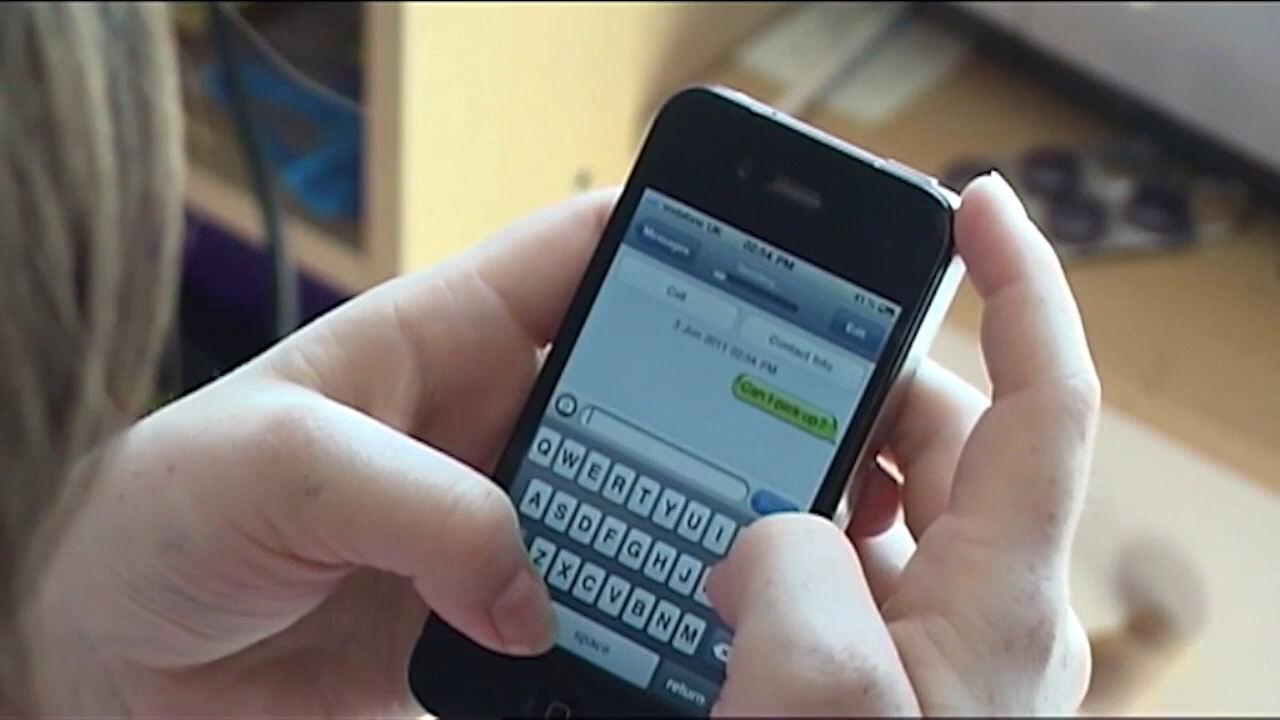 vodafone UK 02:54 PM 41%
Messages Edit
Call Contact Info
3 Jun 2011 02:54 PM
Can I pick up?
Q W E R T Y U I
A S D F G H J
Z X C V B N M
space return